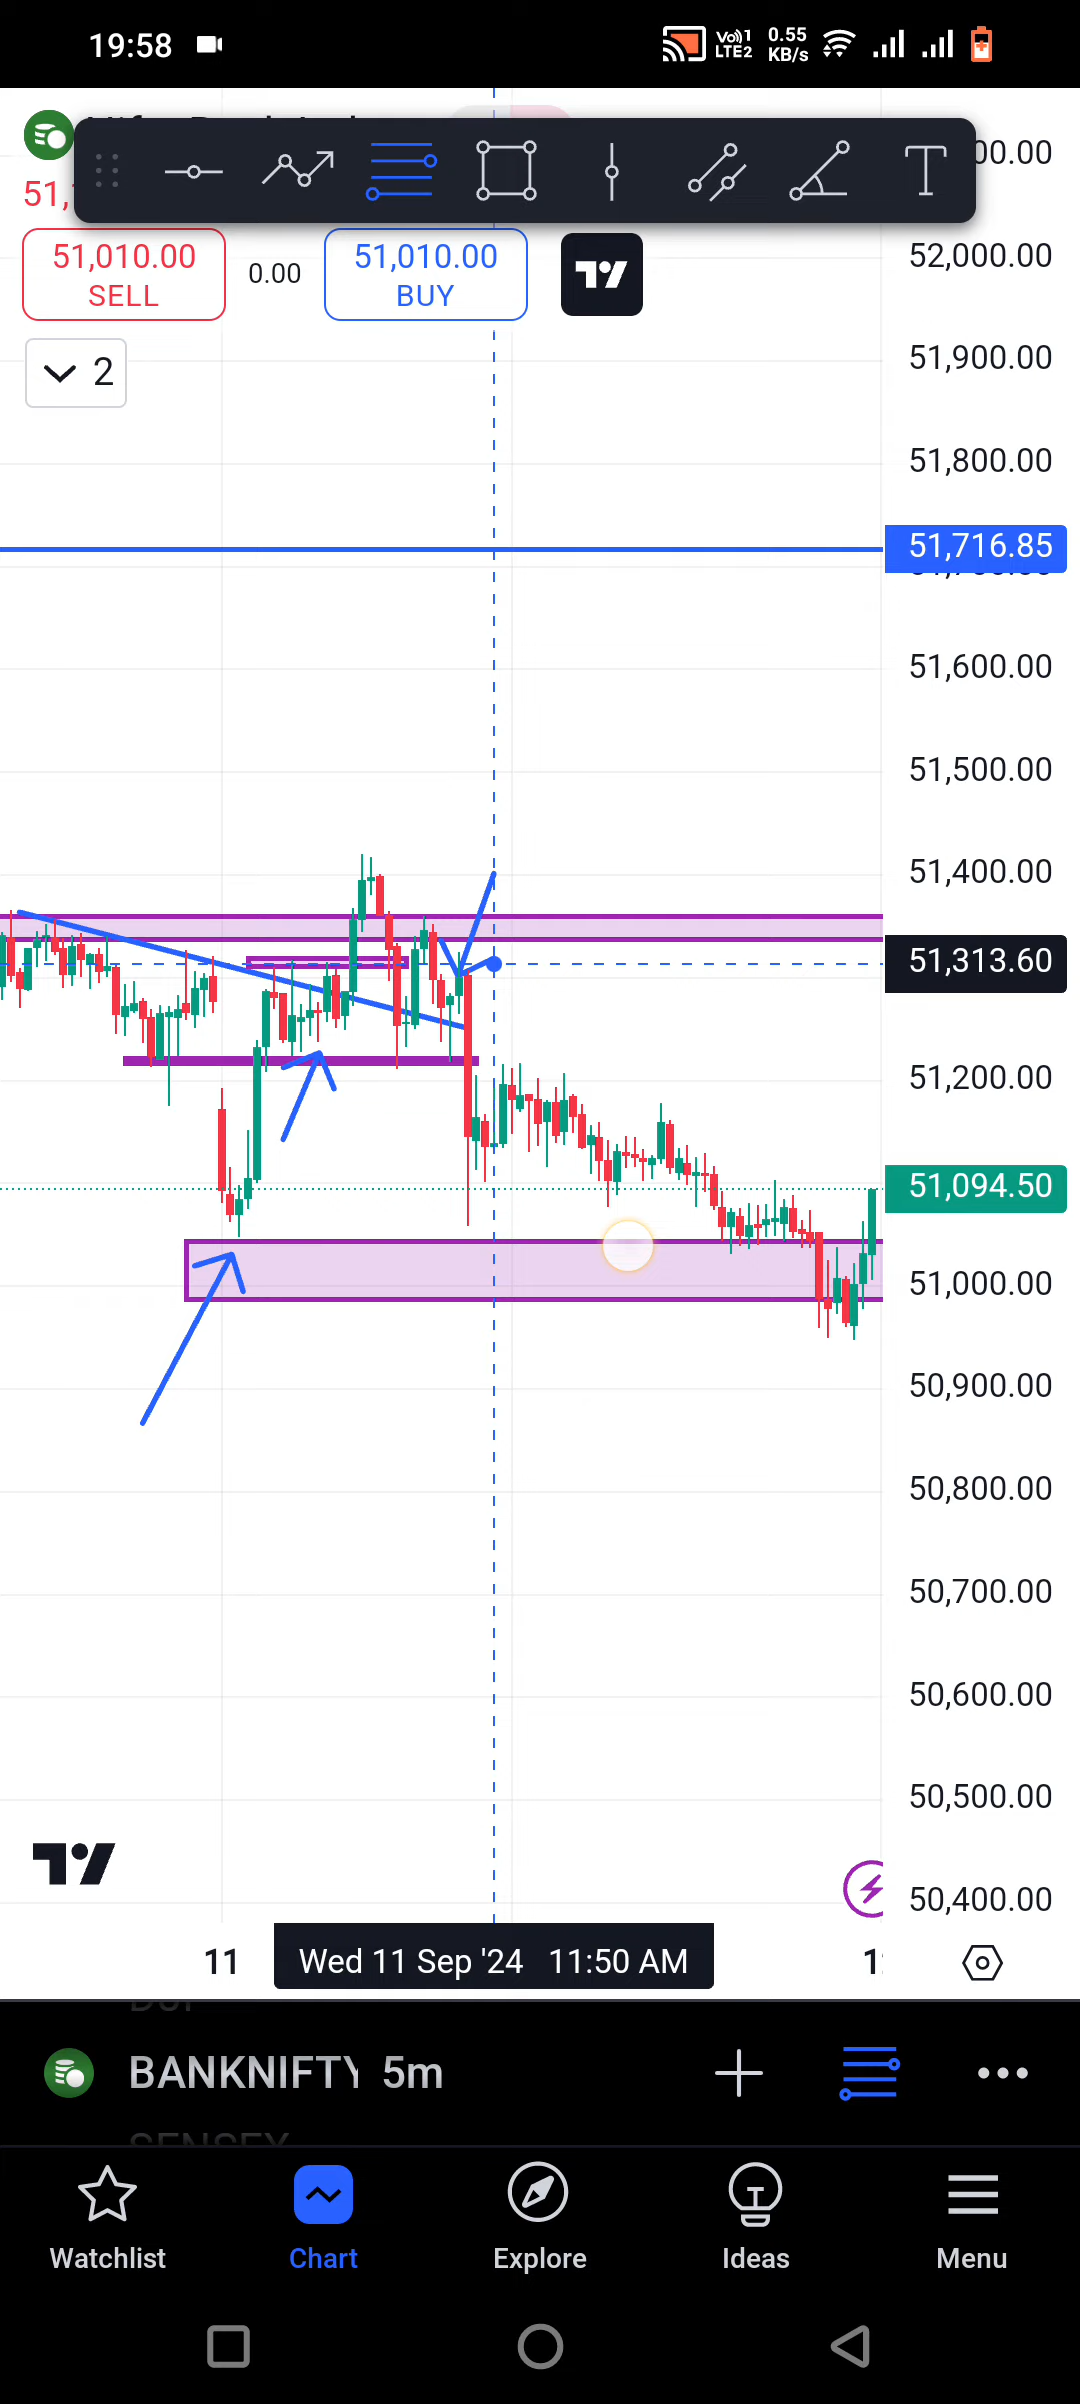 19:58
Vo))1 LTE2
0.55 KB/s
52,000.00
51,010.00
SELL
0.00
51,010.00
BUY
2
51,900.00
51,800.00
51,716.85
51,600.00
51,500.00
51,400.00
51,313.60
51,200.00
51,094.50
51,000.00
50,900.00
50,800.00
50,700.00
50,600.00
50,500.00
50,400.00
11
Wed 11 Sep '24 11:50 AM
BANKNIFTY 5m
SENSEX
Watchlist
Chart
Explore
Ideas
Menu